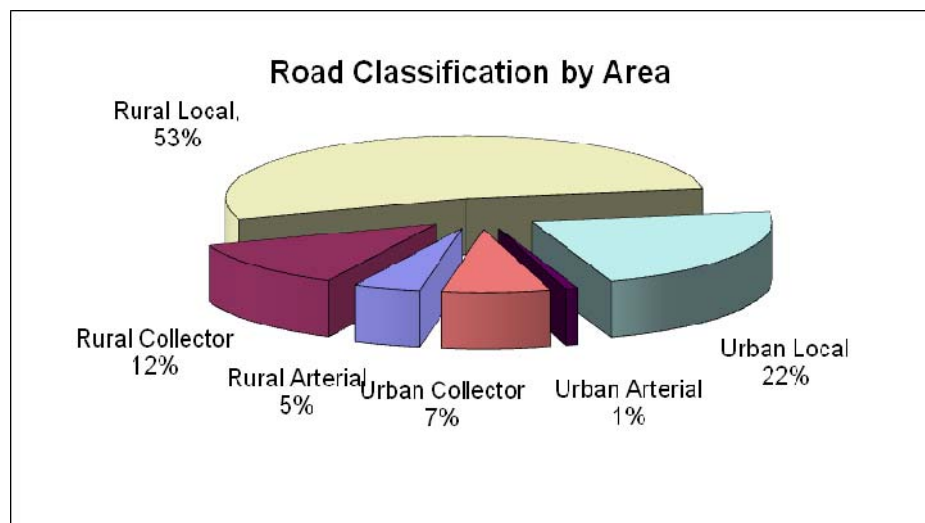 Road Classification by Area
Rural Local,
53%
Rural Collector
12%
Rural Arterial
5%
Urban Collector
7%
Urban Arterial
1%
Urban Local
22%